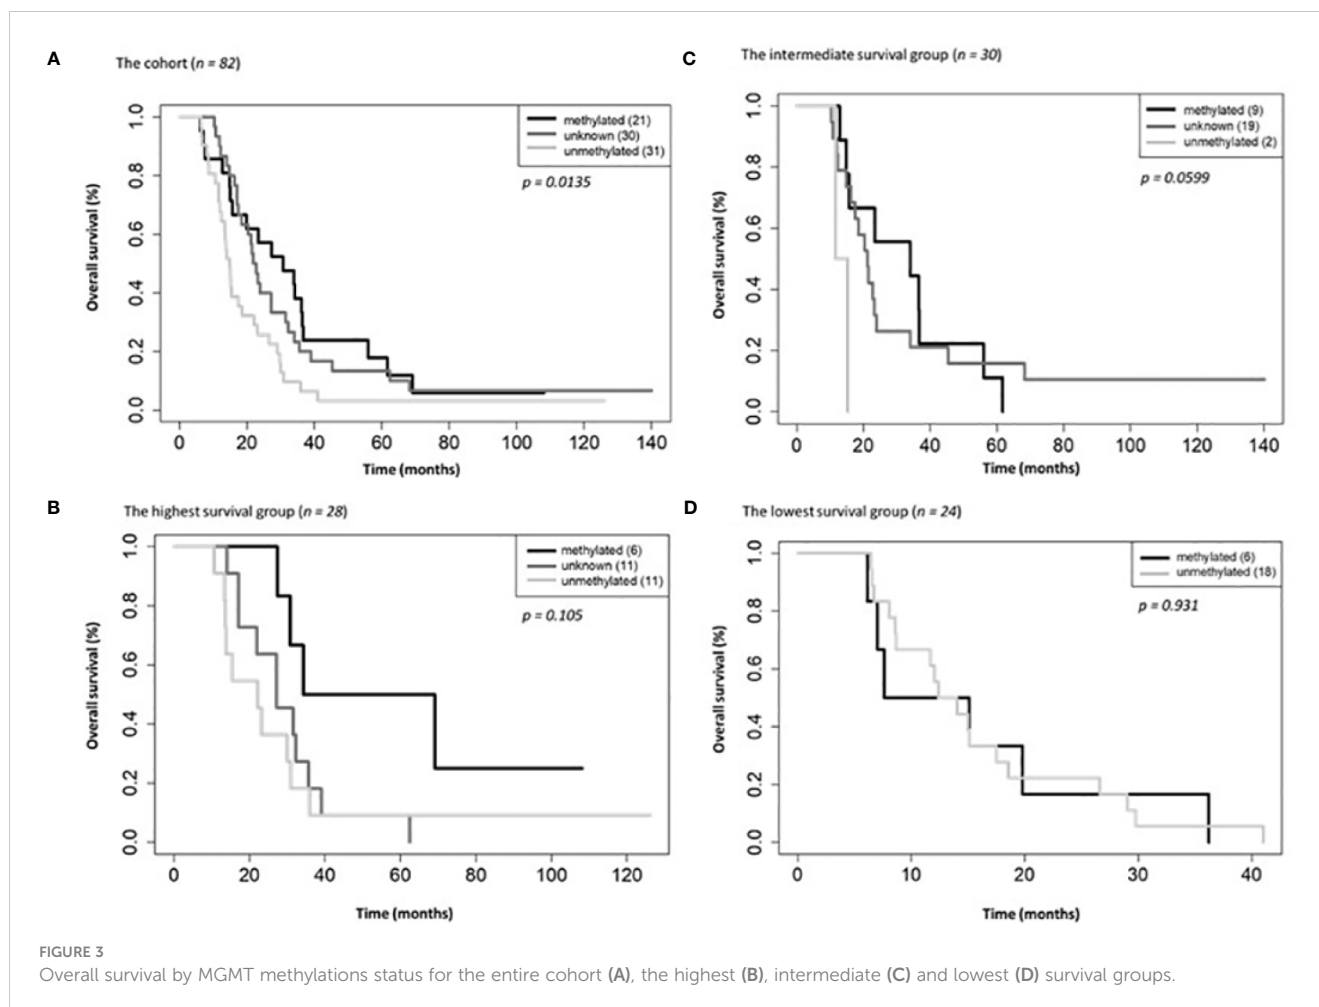 A
The cohort (n = 82)
Overall survival (%)
1.0
0.8
0.6
0.4
0.2
0.0
methylated (21)
unknown (30)
unmethylated (31)
p = 0.0135
0 20 40 60 80 100 120 140
Time (months)
C
The intermediate survival group (n = 30)
Overall survival (%)
1.0
0.8
0.6
0.4
0.2
0.0
methylated (9)
unknown (19)
unmethylated (2)
p = 0.0599
0 20 40 60 80 100 120 140
Time (months)
B
The highest survival group (n = 28)
Overall survival (%)
1.0
0.8
0.6
0.4
0.2
0.0
methylated (6)
unknown (11)
unmethylated (11)
p = 0.105
0 20 40 60 80 100 120
Time (months)
D
The lowest survival group (n = 24)
Overall survival (%)
1.0
0.8
0.6
0.4
0.2
0.0
methylated (6)
unmethylated (18)
p = 0.931
0 10 20 30 40
Time (months)
FIGURE 3
Overall survival by MGMT methylations status for the entire cohort (A), the highest (B), intermediate (C) and lowest (D) survival groups.